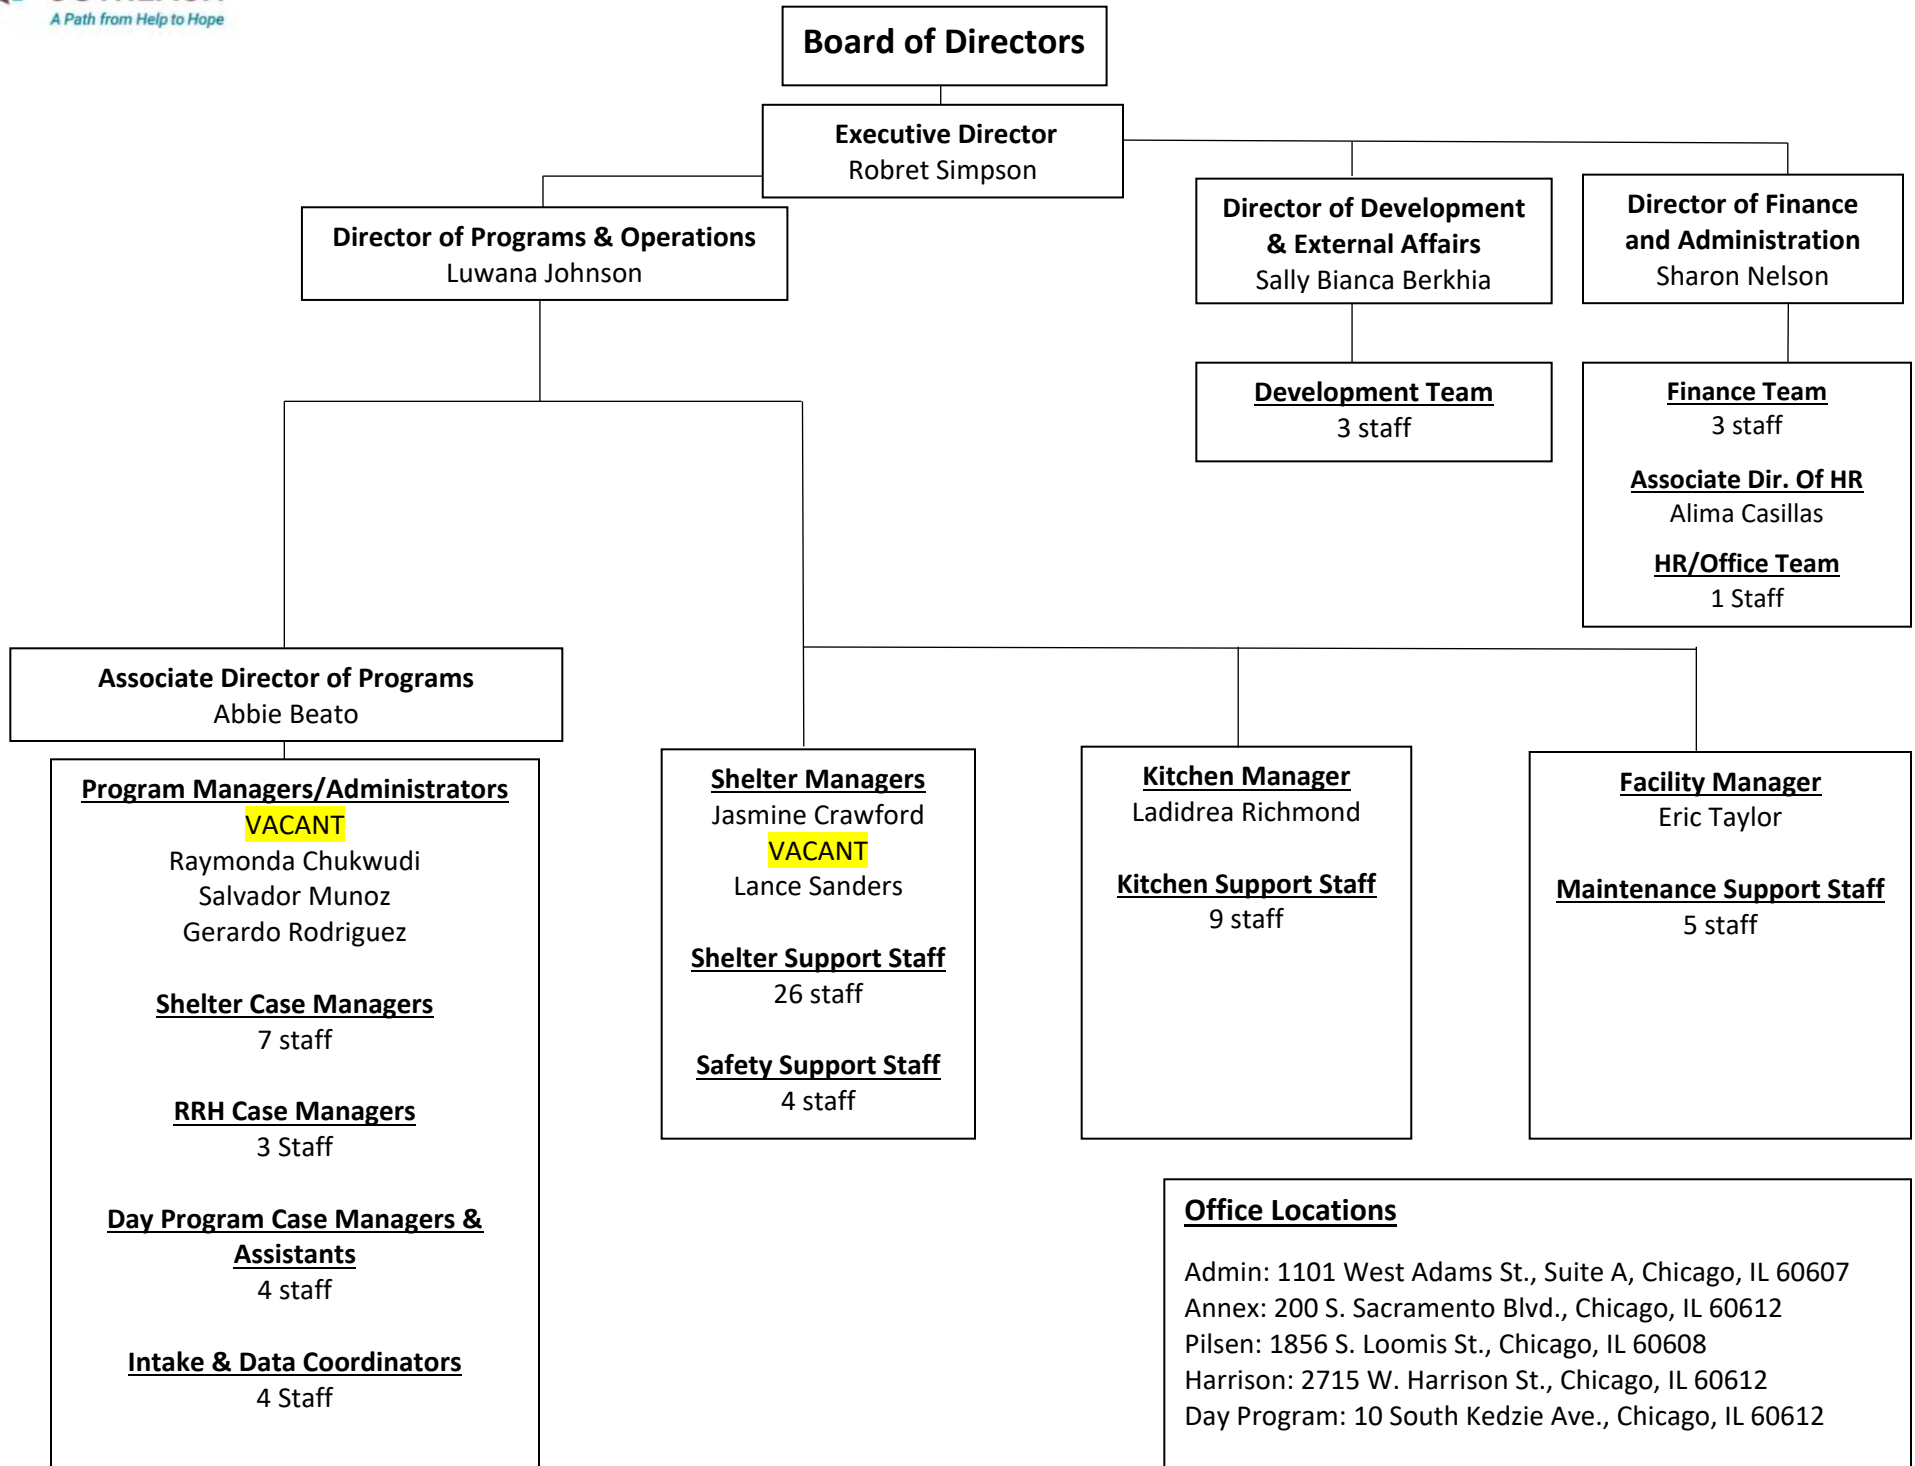 A Path from Help to Hope
Board of Directors
Executive Director
Robret Simpson
Director of Programs & Operations
Luwana Johnson
Director of Development
& External Affairs
Sally Bianca Berkhia
Director of Finance
and Administration
Sharon Nelson
Development Team
3 staff
Finance Team
3 staff
Associate Dir. Of HR
Alima Casillas
HR/Office Team
1 Staff
Associate Director of Programs
Abbie Beato
Program Managers/Administrators
VACANT
Raymonda Chukwudi
Salvador Munoz
Gerardo Rodriguez
Shelter Case Managers
7 staff
RRH Case Managers
3 Staff
Day Program Case Managers &
Assistants
4 staff
Intake & Data Coordinators
4 Staff
Shelter Managers
Jasmine Crawford
VACANT
Lance Sanders
Shelter Support Staff
26 staff
Safety Support Staff
4 staff
Kitchen Manager
Ladidrea Richmond
Kitchen Support Staff
9 staff
Facility Manager
Eric Taylor
Maintenance Support Staff
5 staff
Office Locations
Admin: 1101 West Adams St., Suite A, Chicago, IL 60607
Annex: 200 S. Sacramento Blvd., Chicago, IL 60612
Pilsen: 1856 S. Loomis St., Chicago, IL 60608
Harrison: 2715 W. Harrison St., Chicago, IL 60612
Day Program: 10 South Kedzie Ave., Chicago, IL 60612